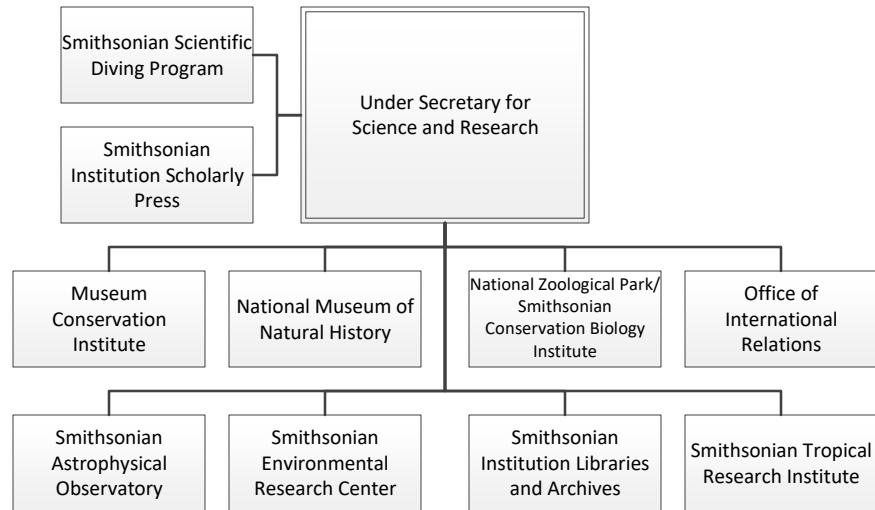 Smithsonian Scientific
Diving Program
Under Secretary for
Science and Research
Smithsonian
Institution Scholarly
Press
Museum
Conservation
Institute
National Museum of
Natural History
National Zoological Park/
Smithsonian
Conservation Biology
Institute
Office of
International
Relations
Smithsonian
Astrophysical
Observatory
Smithsonian
Environmental
Research Center
Smithsonian
Institution Libraries
and Archives
Smithsonian Tropical
Research Institute